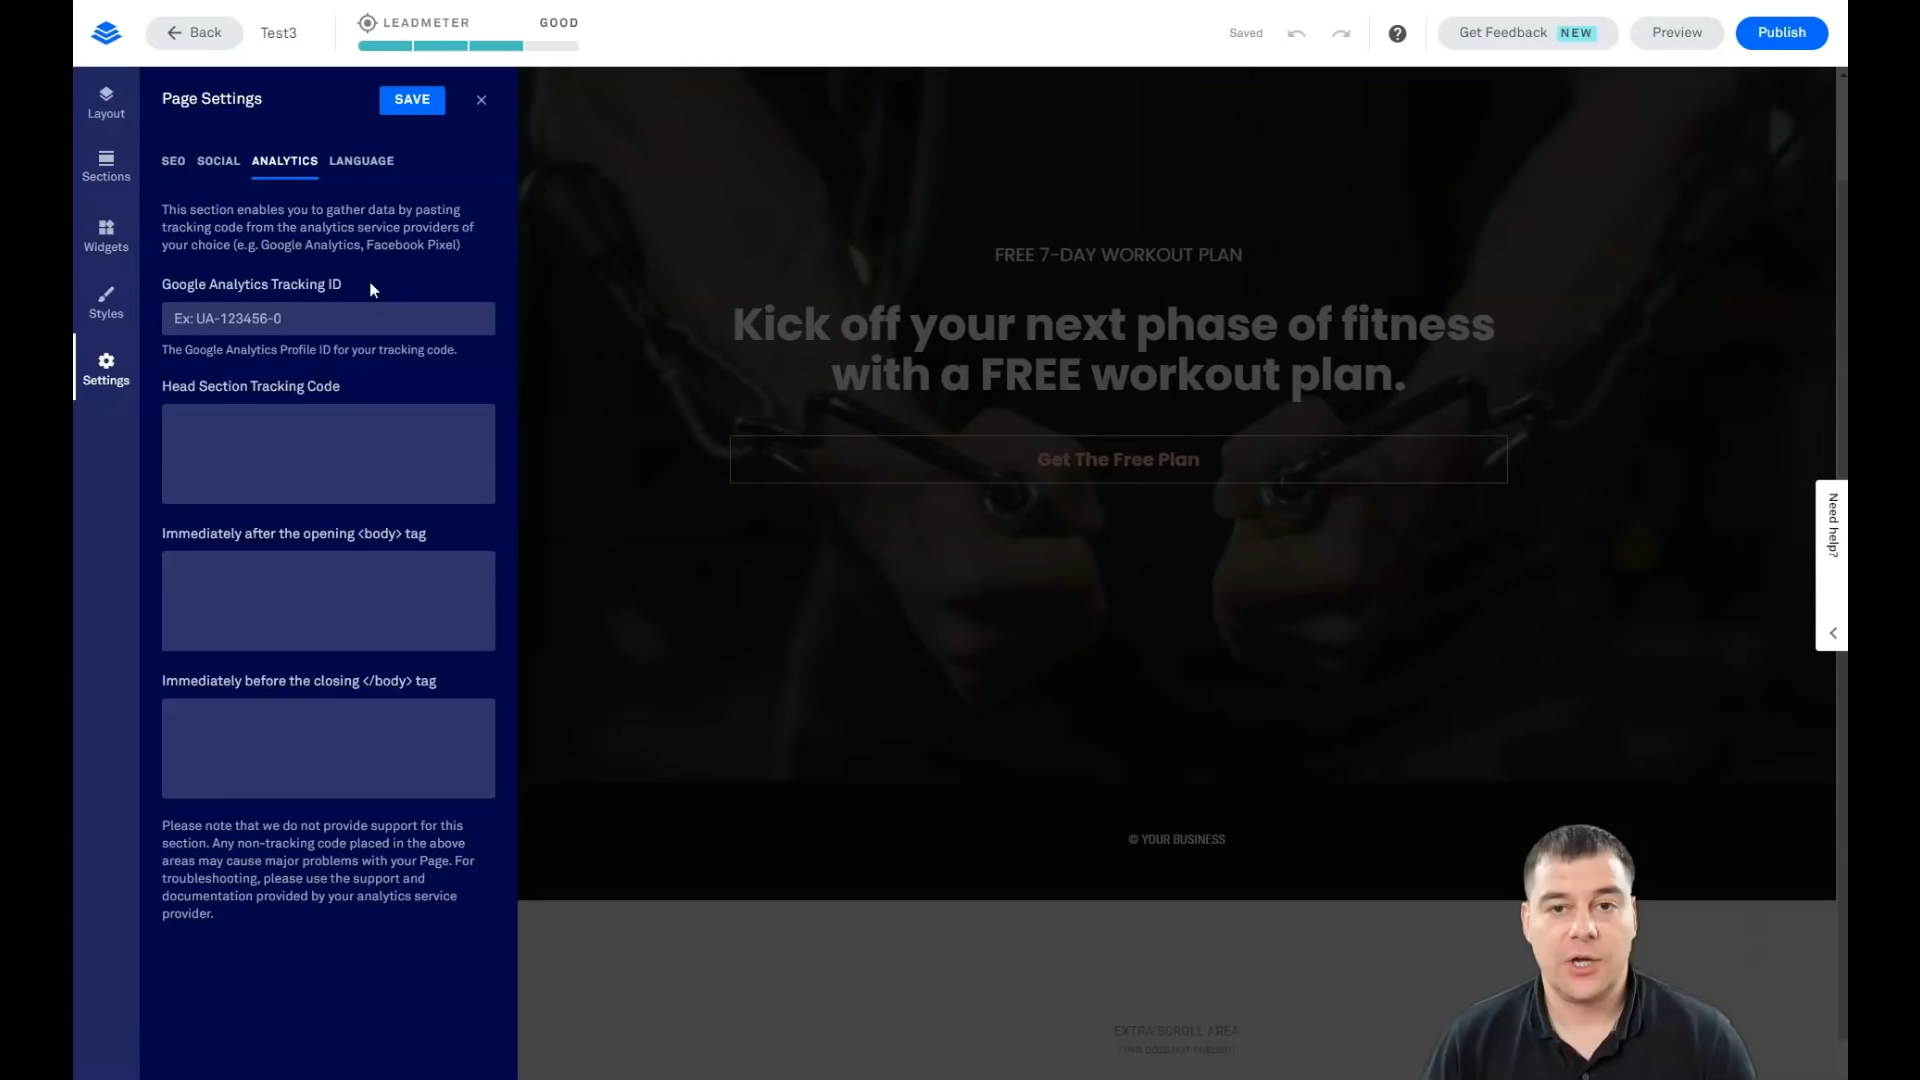 Back
Test3
LEADMETER
GOOD
Saved
Get Feedback NEW
Preview
Publish
Layout
Sections
Widgets
Styles
Settings
Page Settings
SAVE
SEO SOCIAL ANALYTICS LANGUAGE
This section enables you to gather data by pasting
tracking code from the analytics service providers of
your choice (e.g. Google Analytics, Facebook Pixel)
Google Analytics Tracking ID
Ex: UA-123456-0
The Google Analytics Profile ID for your tracking code.
Head Section Tracking Code
Immediately after the opening <body> tag
Immediately before the closing </body> tag
Please note that we do not provide support for this
section. Any non-tracking code placed in the above
areas may cause major problems with your Page. For
troubleshooting, please use the support and
documentation provided by your analytics service
provider.
FREE 7-DAY WORKOUT PLAN
Kick off your next phase of fitness
with a FREE workout plan.
Get The Free Plan
© YOUR BUSINESS
EXTRA SCROLL AREA
(THIS DOES NOT PUBLISH)
Need help?